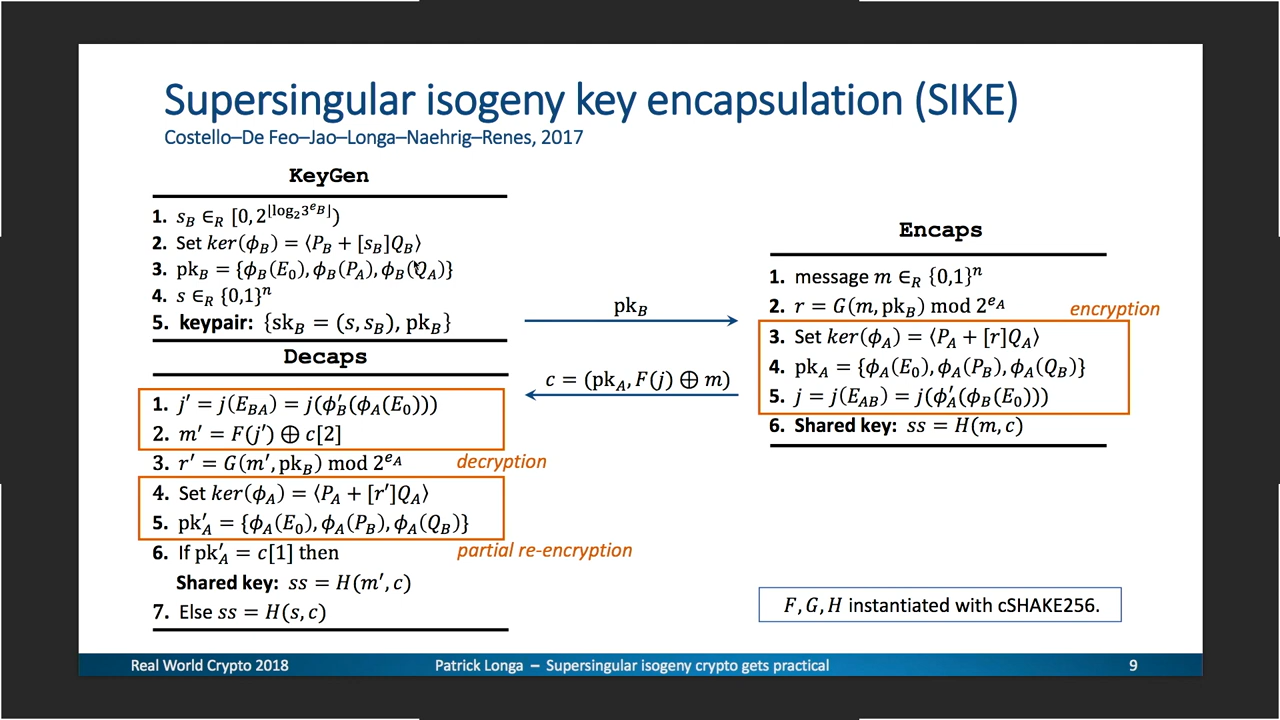 Supersingular isogeny key encapsulation (SIKE)
Costello–De Feo–Jao–Longa–Naehrig–Renes, 2017
KeyGen
1. s_B ∈_R [0, 2^{⌊log_2 3^{e_B}⌋})
2. Set ker(ϕ_B) = ⟨P_B + [s_B]Q_B⟩
3. pk_B = {ϕ_B(E_0), ϕ_B(P_A), ϕ_B(Q_A)}
4. s ∈_R {0,1}^n
5. keypair: {sk_B = (s, s_B), pk_B}
Decaps
1. j′ = j(E_BA) = j(ϕ′_B(ϕ_A(E_0)))
2. m′ = F(j′) ⊕ c[2]
3. r′ = G(m′, pk_B) mod 2^{e_A}
decryption
4. Set ker(ϕ_A) = ⟨P_A + [r′]Q_A⟩
5. pk′_A = {ϕ_A(E_0), ϕ_A(P_B), ϕ_A(Q_B)}
6. If pk′_A = c[1] then
partial re-encryption
Shared key: ss = H(m′, c)
7. Else ss = H(s, c)
pk_B
c = (pk_A, F(j) ⊕ m)
Encaps
1. message m ∈_R {0,1}^n
2. r = G(m, pk_B) mod 2^{e_A}
encryption
3. Set ker(ϕ_A) = ⟨P_A + [r]Q_A⟩
4. pk_A = {ϕ_A(E_0), ϕ_A(P_B), ϕ_A(Q_B)}
5. j = j(E_AB) = j(ϕ′_A(ϕ_B(E_0)))
6. Shared key: ss = H(m, c)
F, G, H instantiated with cSHAKE256.
Real World Crypto 2018
Patrick Longa – Supersingular isogeny crypto gets practical
9